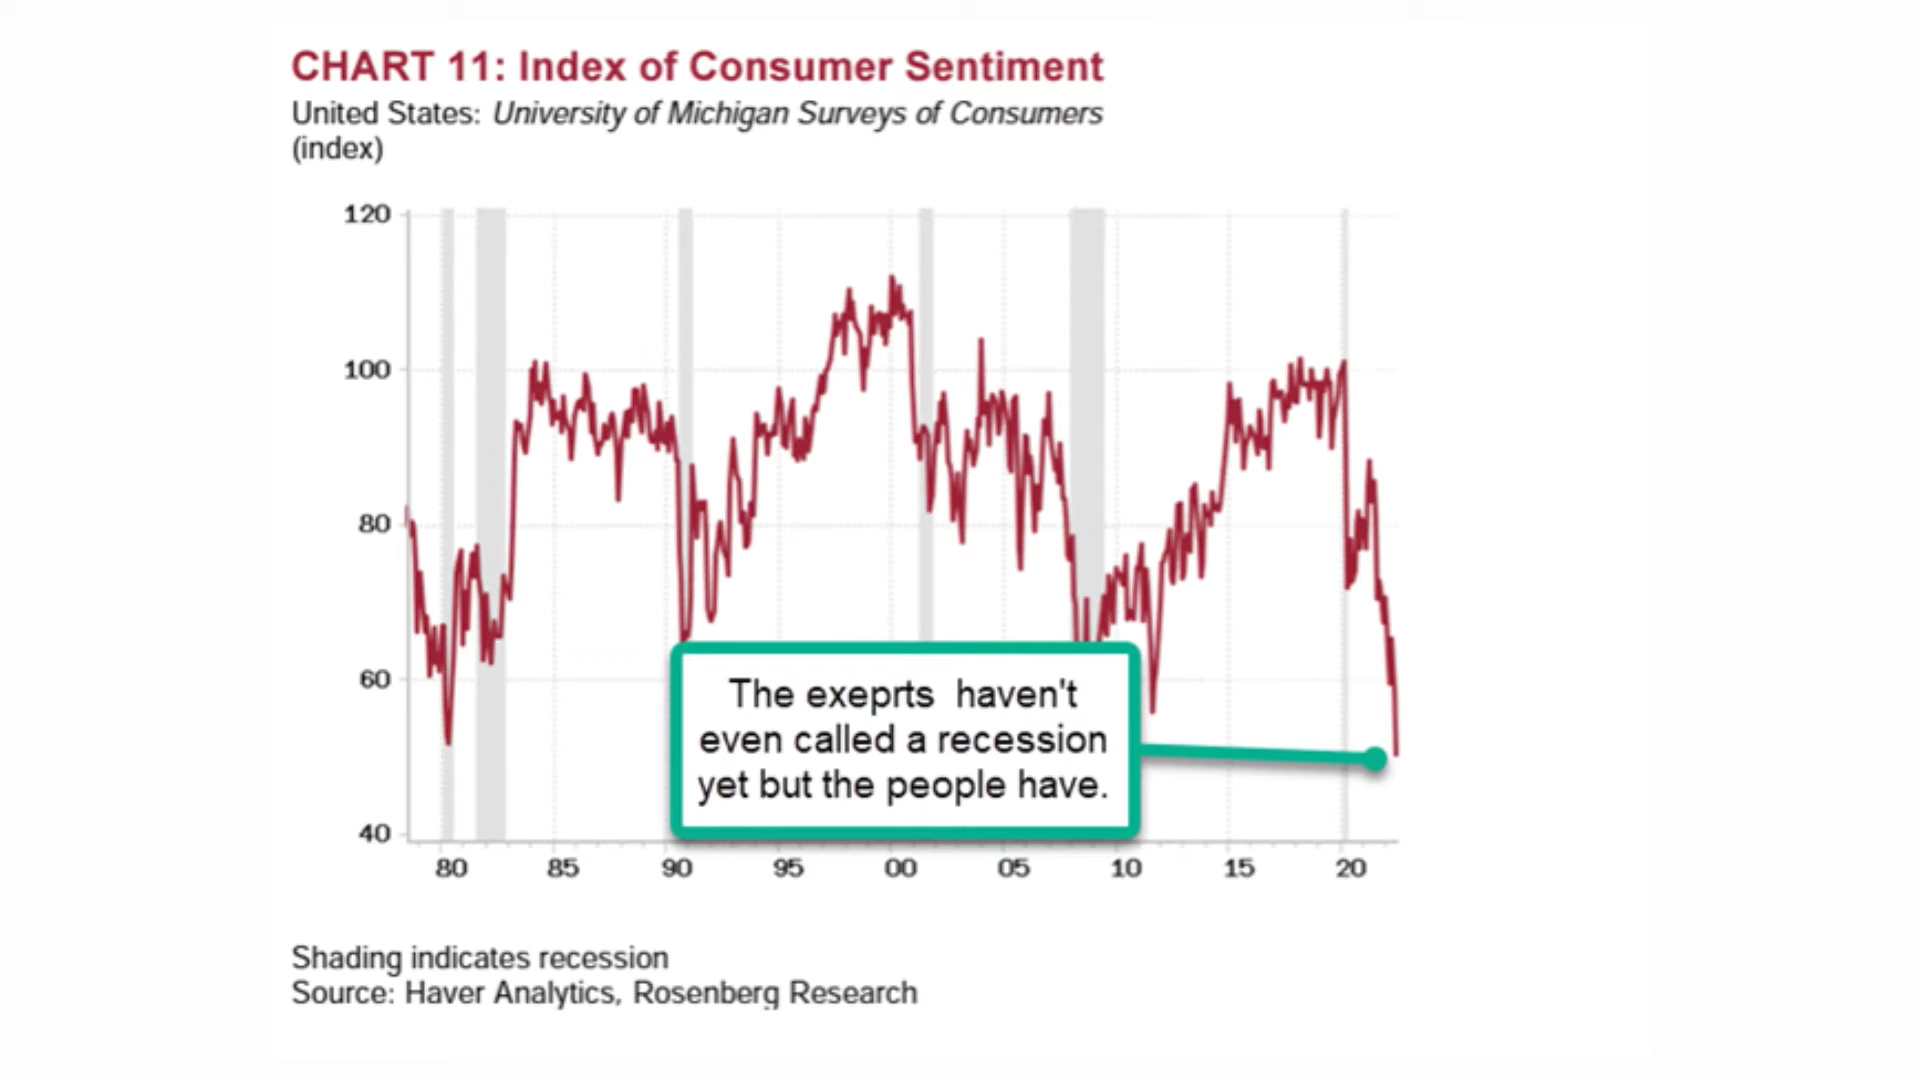 CHART 11: Index of Consumer Sentiment
United States: University of Michigan Surveys of Consumers
(index)
120
100
80
60
40
The exeprts haven't
even called a recession
yet but the people have.
80 85 90 95 00 05 10 15 20
Shading indicates recession
Source: Haver Analytics, Rosenberg Research